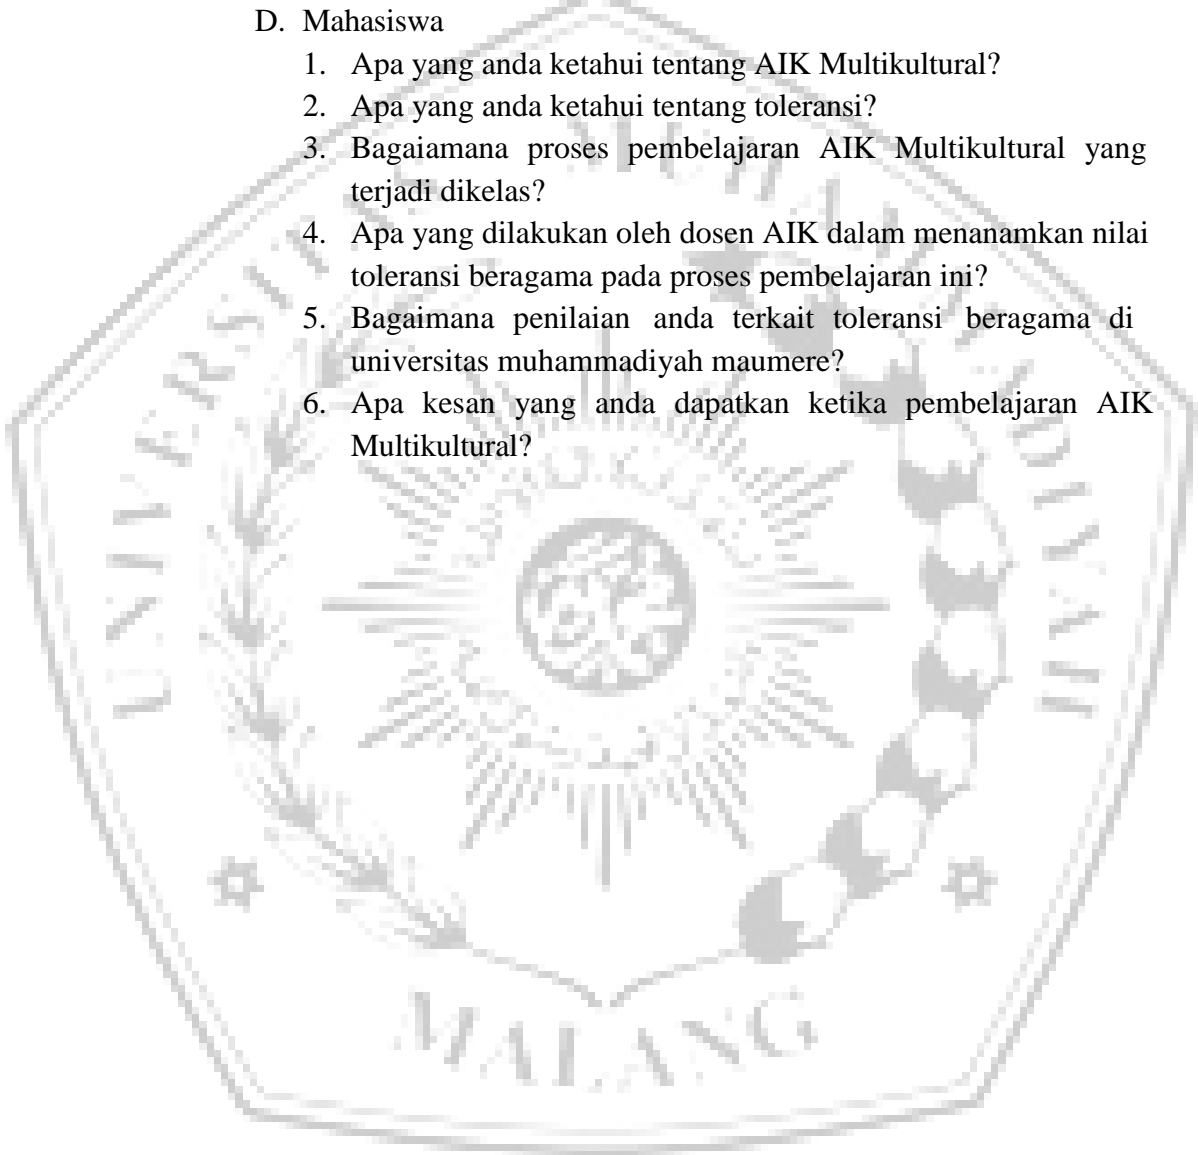 D. Mahasiswa
1. Apa yang anda ketahui tentang AIK Multikultural?
2. Apa yang anda ketahui tentang toleransi?
3. Bagaiamana proses pembelajaran AIK Multikultural yang
terjadi dikelas?
4. Apa yang dilakukan oleh dosen AIK dalam menanamkan nilai
toleransi beragama pada proses pembelajaran ini?
5. Bagaimana penilaian anda terkait toleransi beragama di
universitas muhammadiyah maumere?
6. Apa kesan yang anda dapatkan ketika pembelajaran AIK
Multikultural?
UNIVERSITAS MUHAMMADIYAH
MALANG